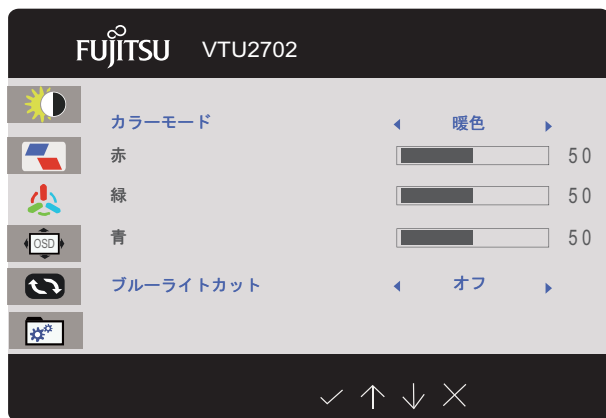 FUJITSU VTU2702
カラーモード 暖色
赤 50
緑 50
青 50
OSD
ブルーライトカット オフ